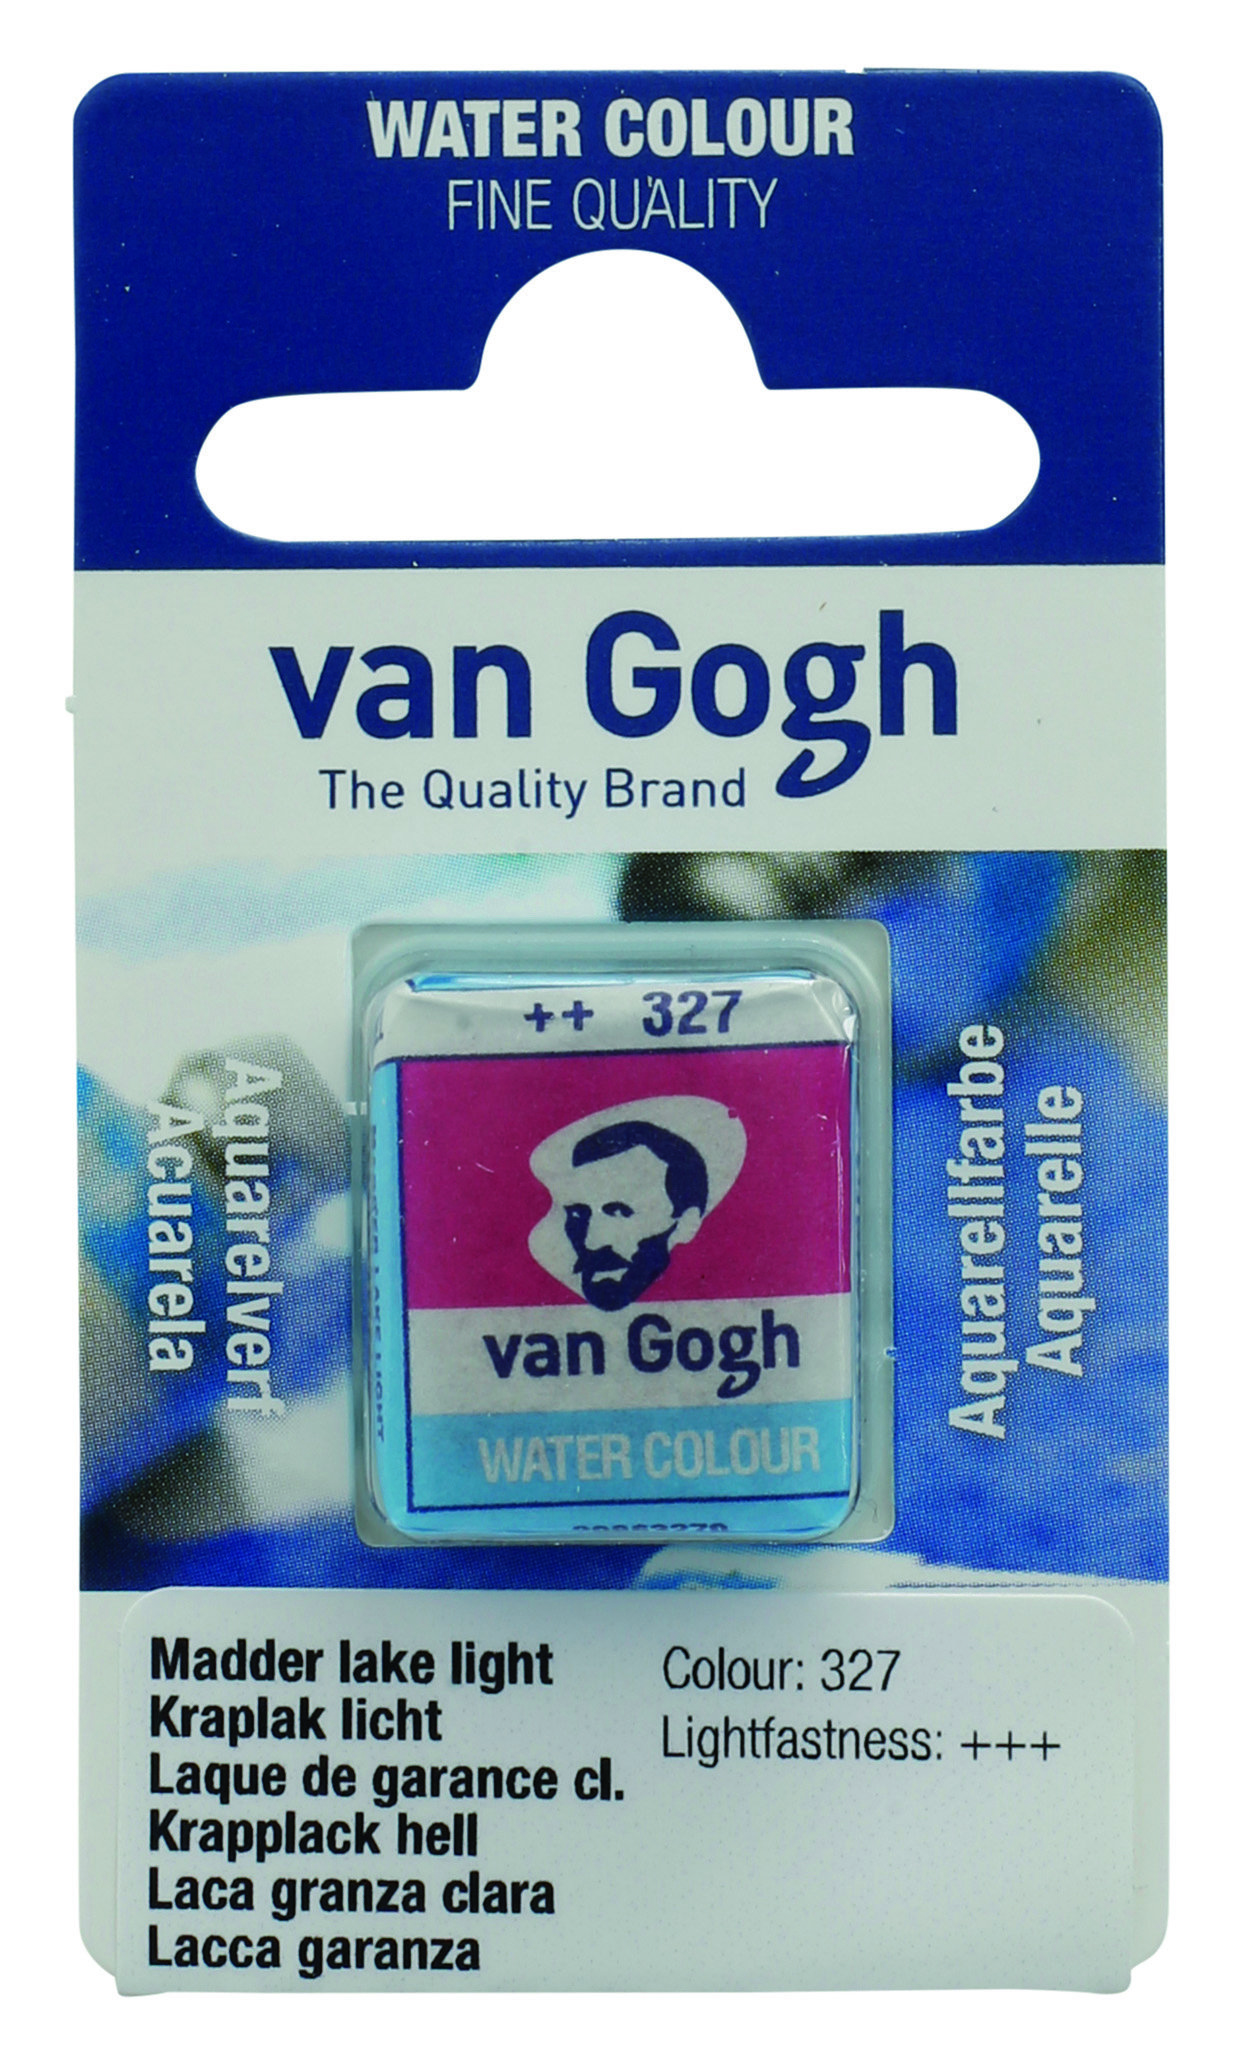 WATER COLOUR
FINE QUALITY
van Gogh
The Quality Brand
++ 327
van Gogh
WATER COLOUR
Aquarelverf
Acuarela
Aquarellfarbe
Aquarelle
Madder lake light
Kraplak licht
Laque de garance cl.
Krapplack hell
Laca granza clara
Lacca garanza
Colour: 327
Lightfastness: +++